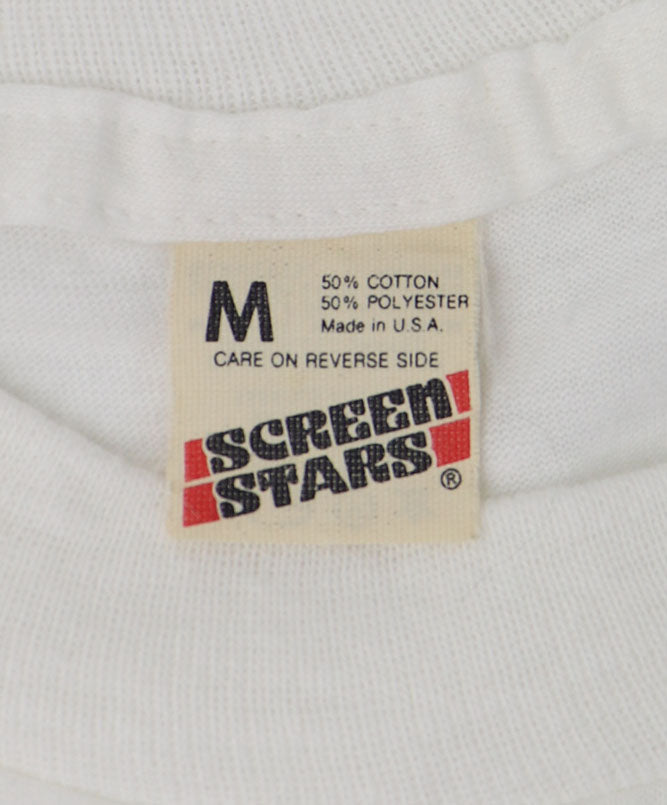 M
50% COTTON
50% POLYESTER
Made in U.S.A.
CARE ON REVERSE SIDE
SCREEN
STARS
®